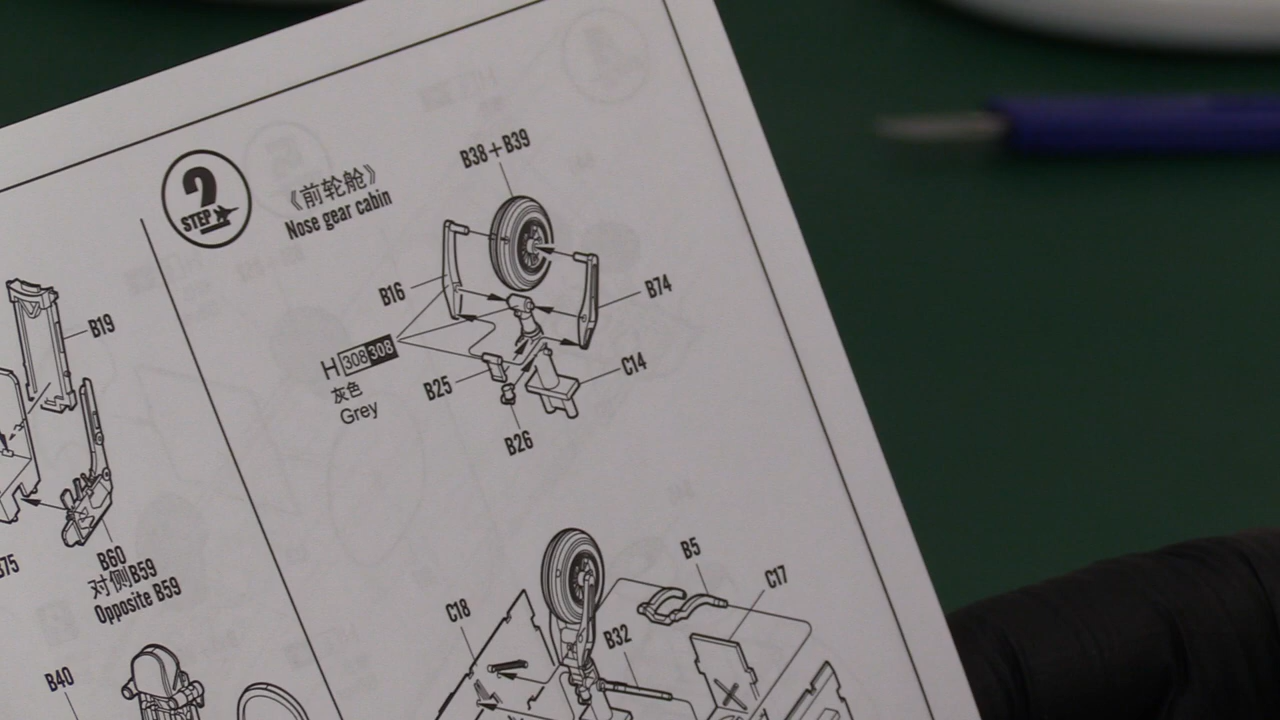 2
STEP
《前轮舱》
Nose gear cabin
B38+B39
B16
B74
H 308 308
灰色
Grey
B25
C14
B26
B19
B60
对侧B59
Opposite B59
B40
B5
C17
C18
B32